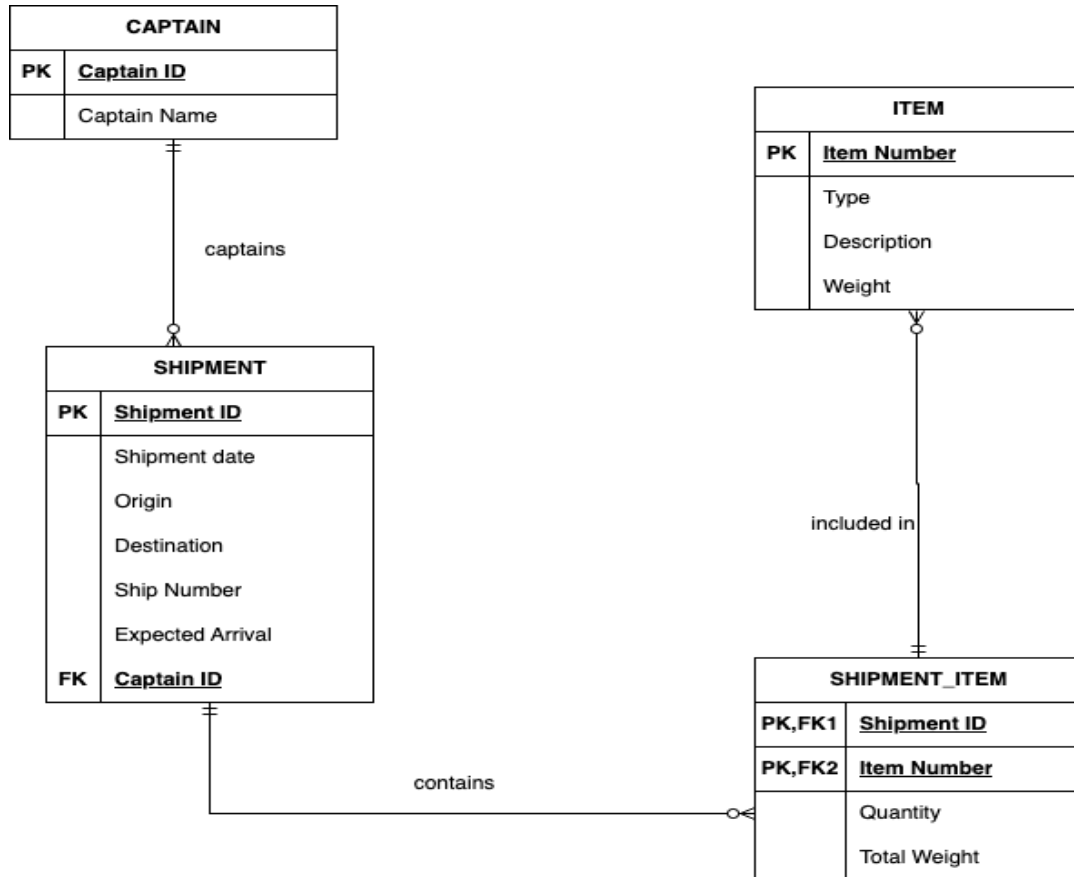 CAPTAIN
PK Captain ID
Captain Name
captains
SHIPMENT
PK Shipment ID
Shipment date
Origin
Destination
Ship Number
Expected Arrival
FK Captain ID
contains
ITEM
PK Item Number
Type
Description
Weight
included in
SHIPMENT_ITEM
PK,FK1 Shipment ID
PK,FK2 Item Number
Quantity
Total Weight